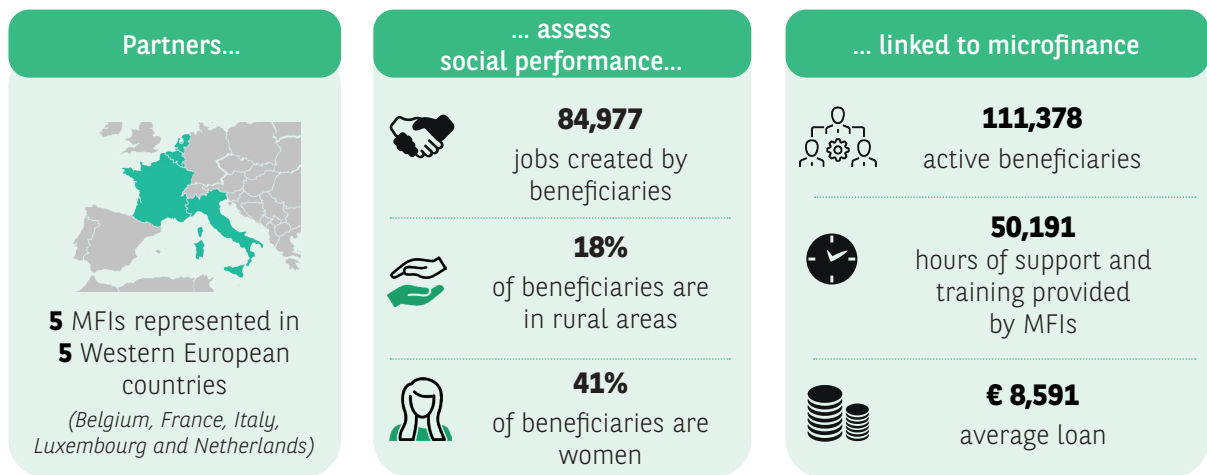 Partners...
5 MFIs represented in
5 Western European
countries
(Belgium, France, Italy,
Luxembourg and Netherlands)
... assess
social performance...
84,977
jobs created by
beneficiaries
18%
of beneficiaries are
in rural areas
41%
of beneficiaries are
women
... linked to microfinance
111,378
active beneficiaries
50,191
hours of support and
training provided
by MFIs
€ 8,591
average loan